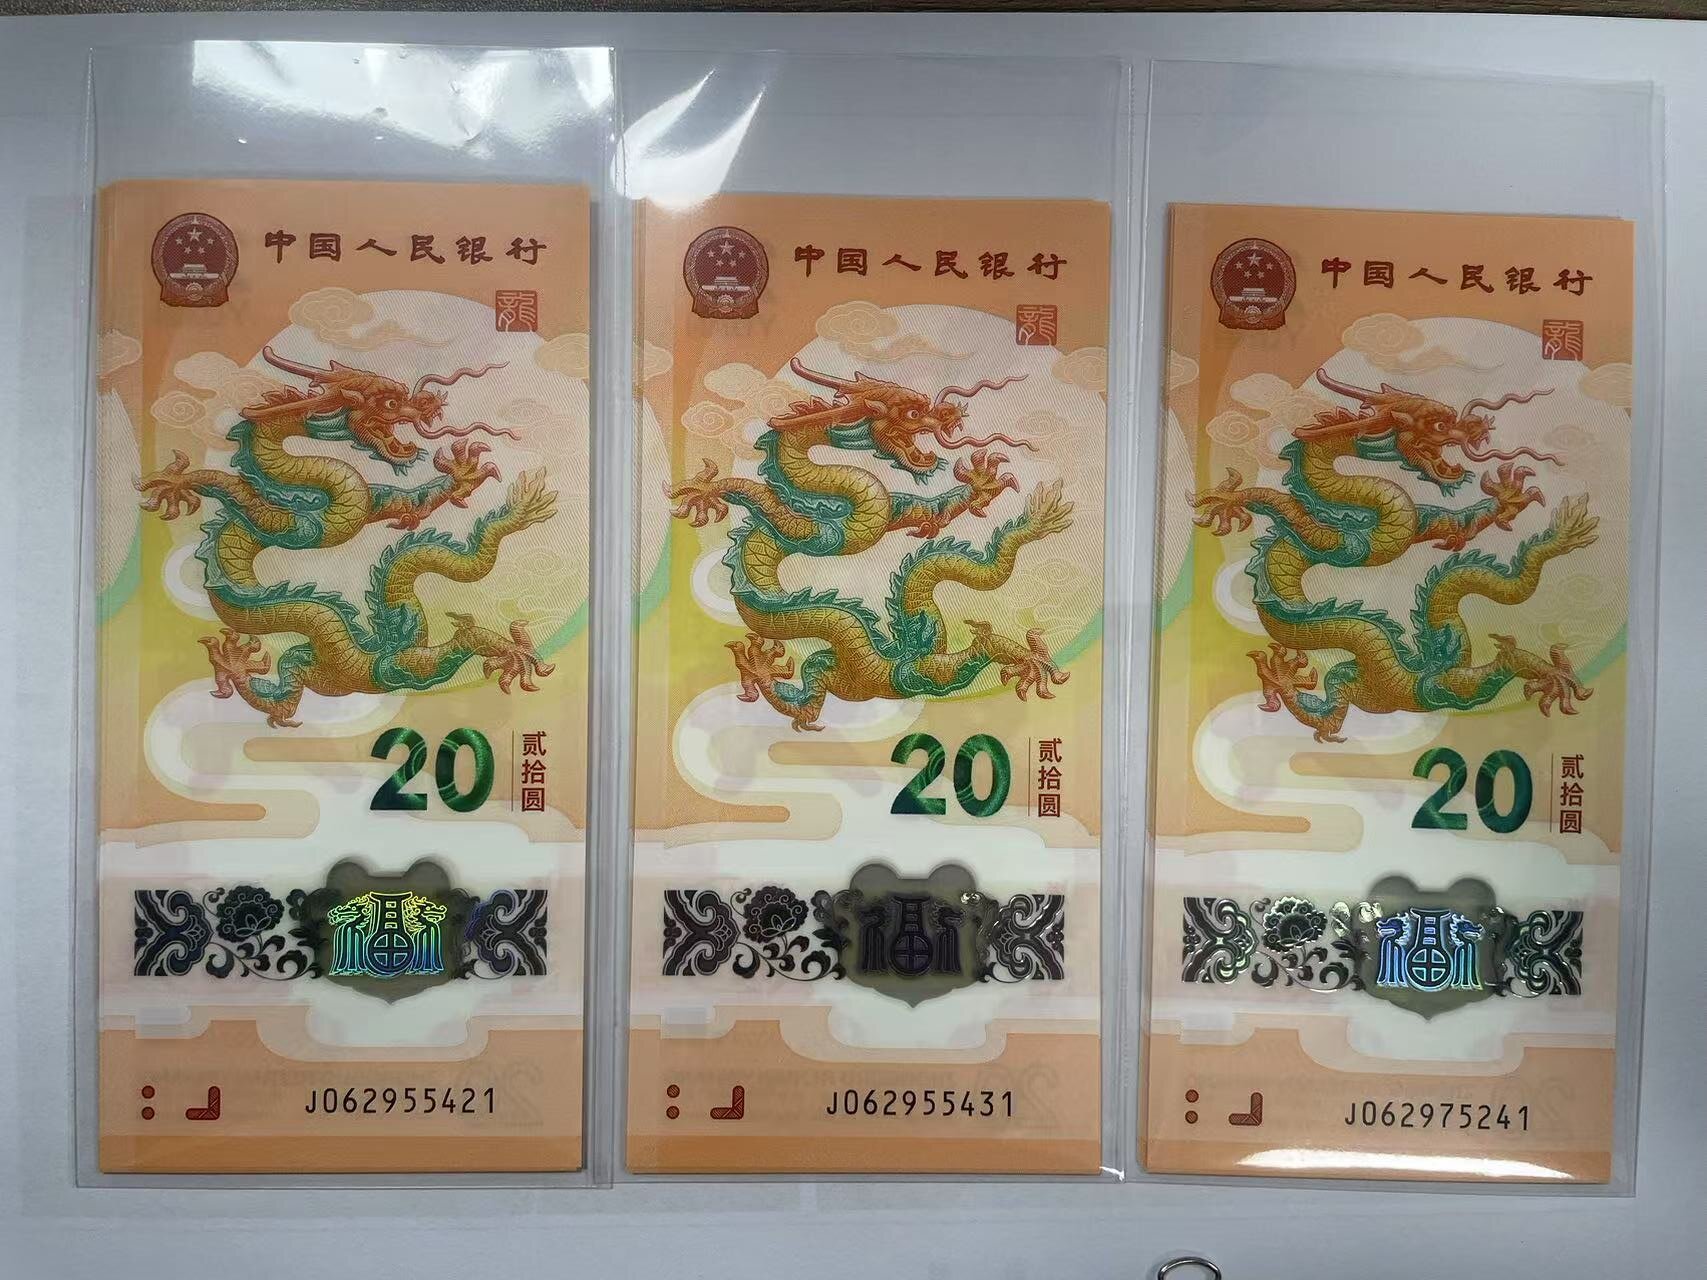 中国人民银行
龍
20 贰拾圆
福
J062955421
中国人民银行
龍
20 贰拾圆
福
J062955431
中国人民银行
龍
20 贰拾圆
福
J062975241